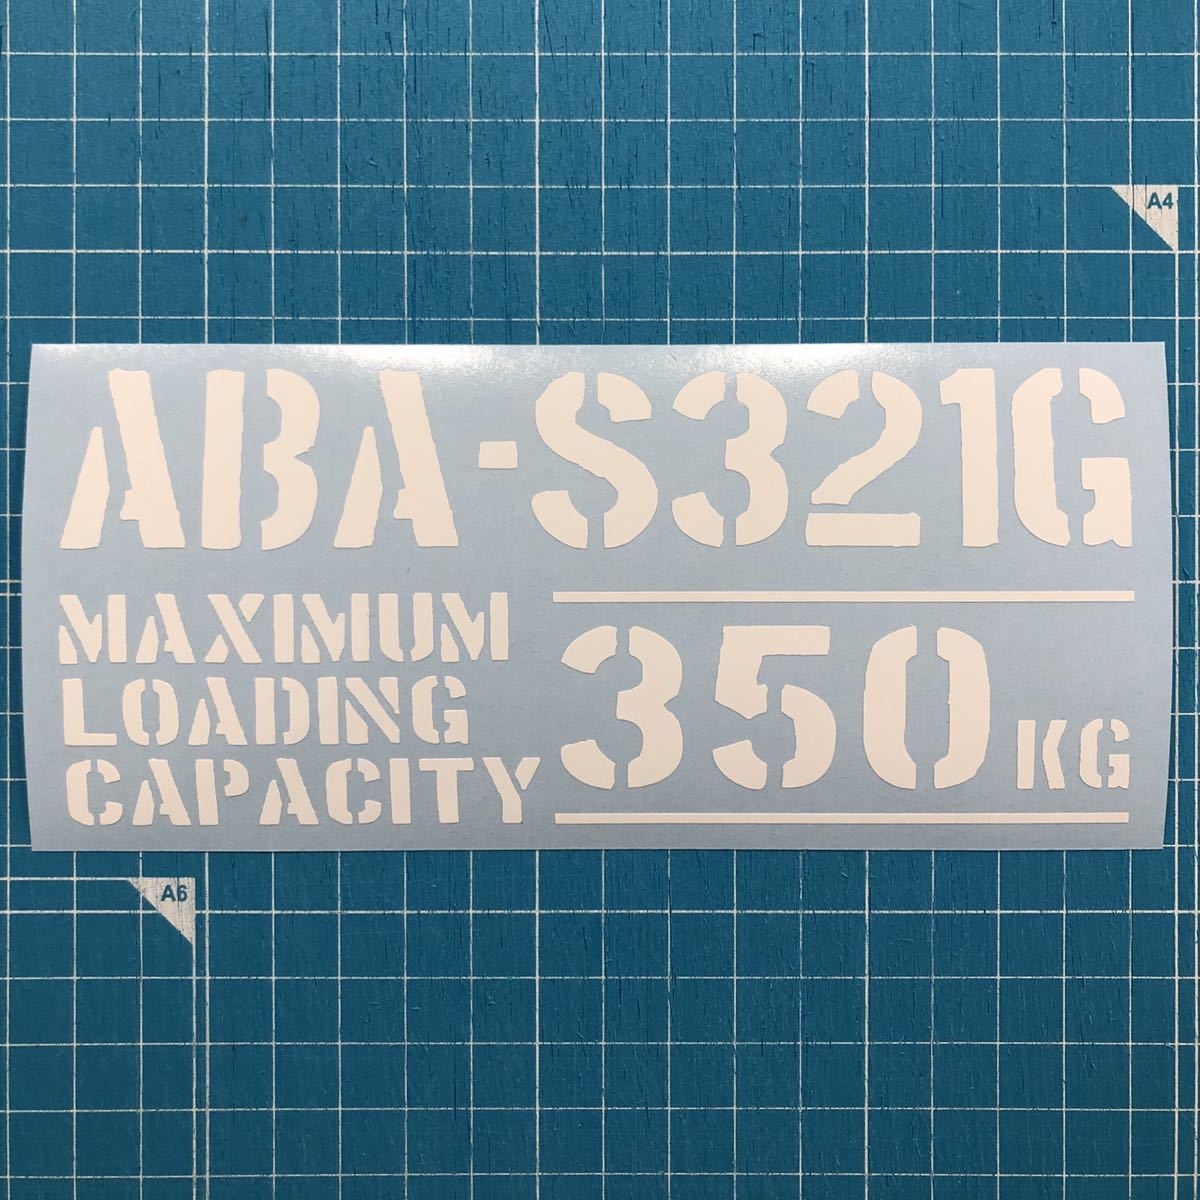 A4
ABA-S321G
MAXIMUM
LOADING
CAPACITY
350 KG
A6